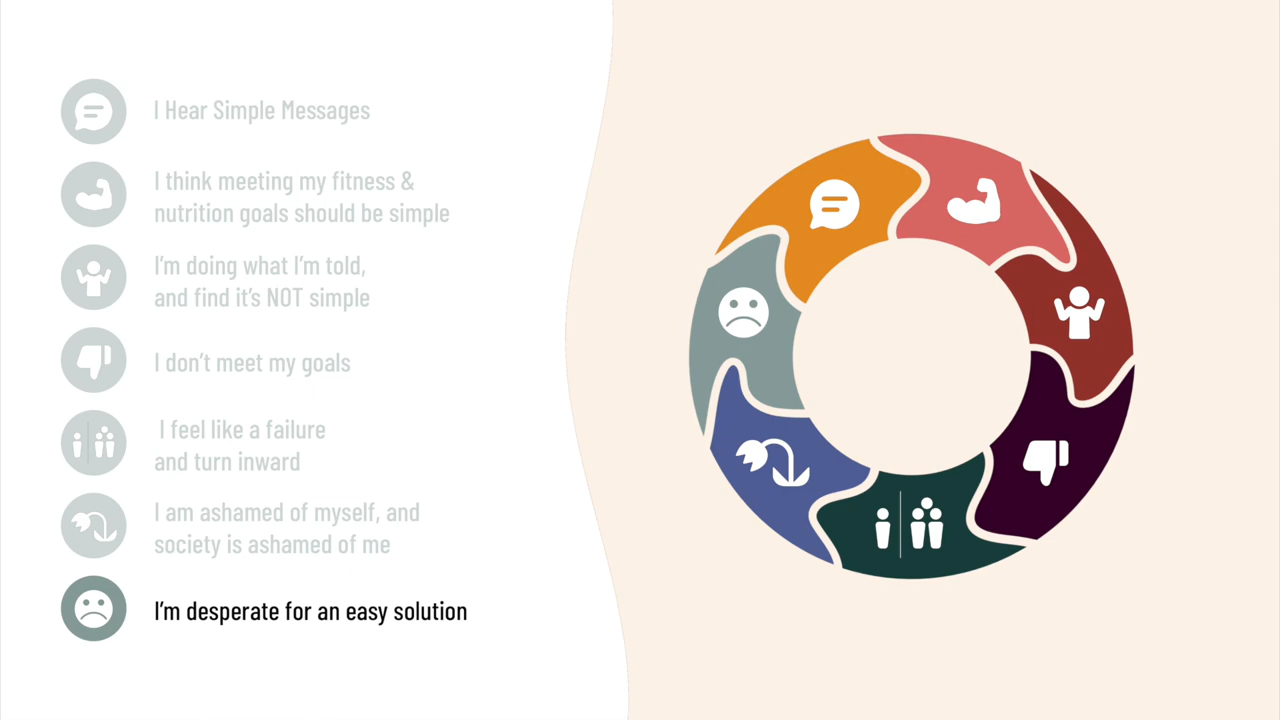 I Hear Simple Messages
I think meeting my fitness &
nutrition goals should be simple
I'm doing what I'm told,
and find it's NOT simple
I don't meet my goals
I feel like a failure
and turn inward
I am ashamed of myself, and
society is ashamed of me
I'm desperate for an easy solution